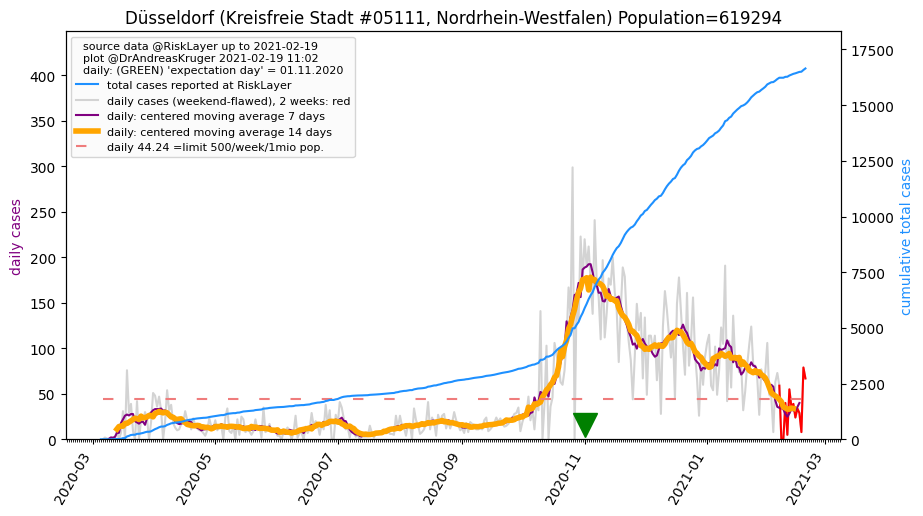 Düsseldorf (Kreisfreie Stadt #05111, Nordrhein-Westfalen) Population=619294
source data @RiskLayer up to 2021-02-19
plot @DrAndreasKruger 2021-02-19 11:02
daily: (GREEN) 'expectation day' = 01.11.2020
total cases reported at RiskLayer
daily cases (weekend-flawed), 2 weeks: red
daily: centered moving average 7 days
daily: centered moving average 14 days
daily 44.24 =limit 500/week/1mio pop.
daily cases
400
350
300
250
200
150
100
50
0
cumulative total cases
17500
15000
12500
10000
7500
5000
2500
0
2020-03
2020-05
2020-07
2020-09
2020-11
2021-01
2021-03